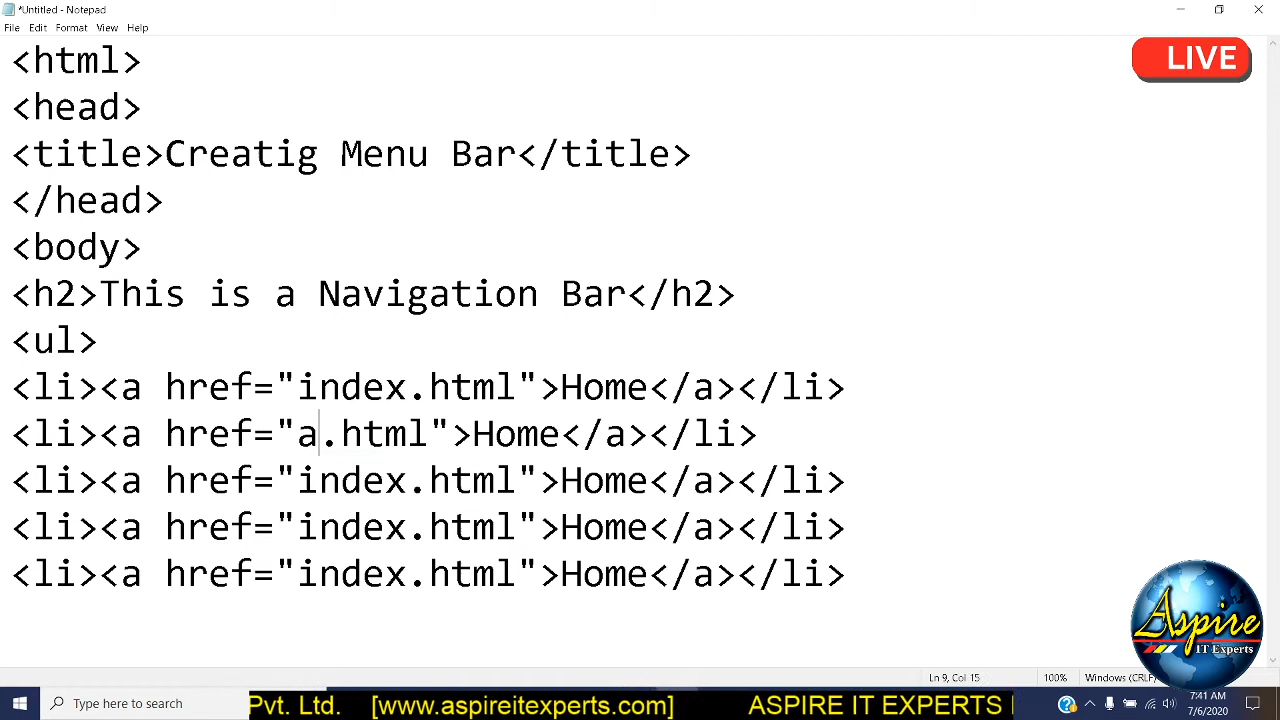 *Untitled - Notepad
File Edit Format View Help
<html>
<head>
<title>Creatig Menu Bar</title>
</head>
<body>
<h2>This is a Navigation Bar</h2>
<ul>
<li><a href="index.html">Home</a></li>
<li><a href="a.html">Home</a></li>
<li><a href="index.html">Home</a></li>
<li><a href="index.html">Home</a></li>
<li><a href="index.html">Home</a></li>
LIVE
Aspire
IT Experts
Ln 9, Col 15 100% Windows (CRLF)
Type here to search
Pvt. Ltd. [www.aspireitexperts.com] ASPIRE IT EXPERTS
7:41 AM
7/6/2020